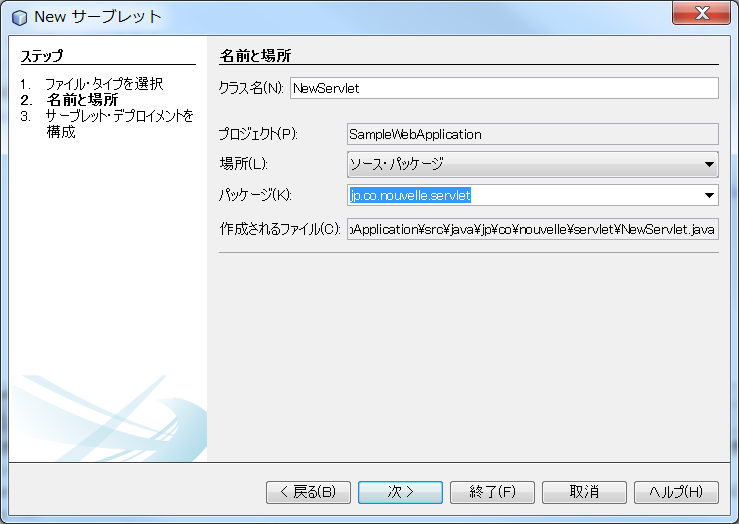 New サーブレット
ステップ
1. ファイル・タイプを選択
2. 名前と場所
3. サーブレット・デプロイメントを
構成
名前と場所
クラス名(N): NewServlet
プロジェクト(P): SampleWebApplication
場所(L): ソース・パッケージ
パッケージ(K): jp.co.nouvelle.servlet
作成されるファイル(C): Application¥src¥java¥jp¥co¥nouvelle¥servlet¥NewServlet.java
< 戻る(B)
次 >
終了(F)
取消
ヘルプ(H)